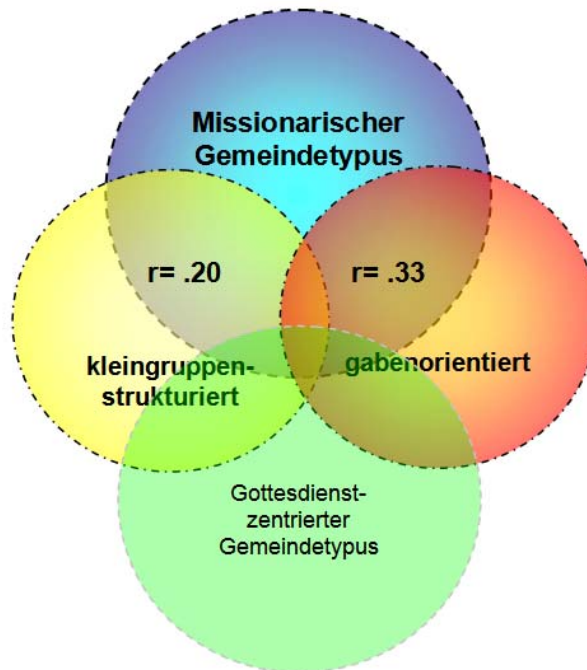 Missionarischer
Gemeindetypus
r= .20
r= .33
kleingruppen-
strukturiert
gabenorientiert
Gottesdienst-
zentrierter
Gemeindetypus